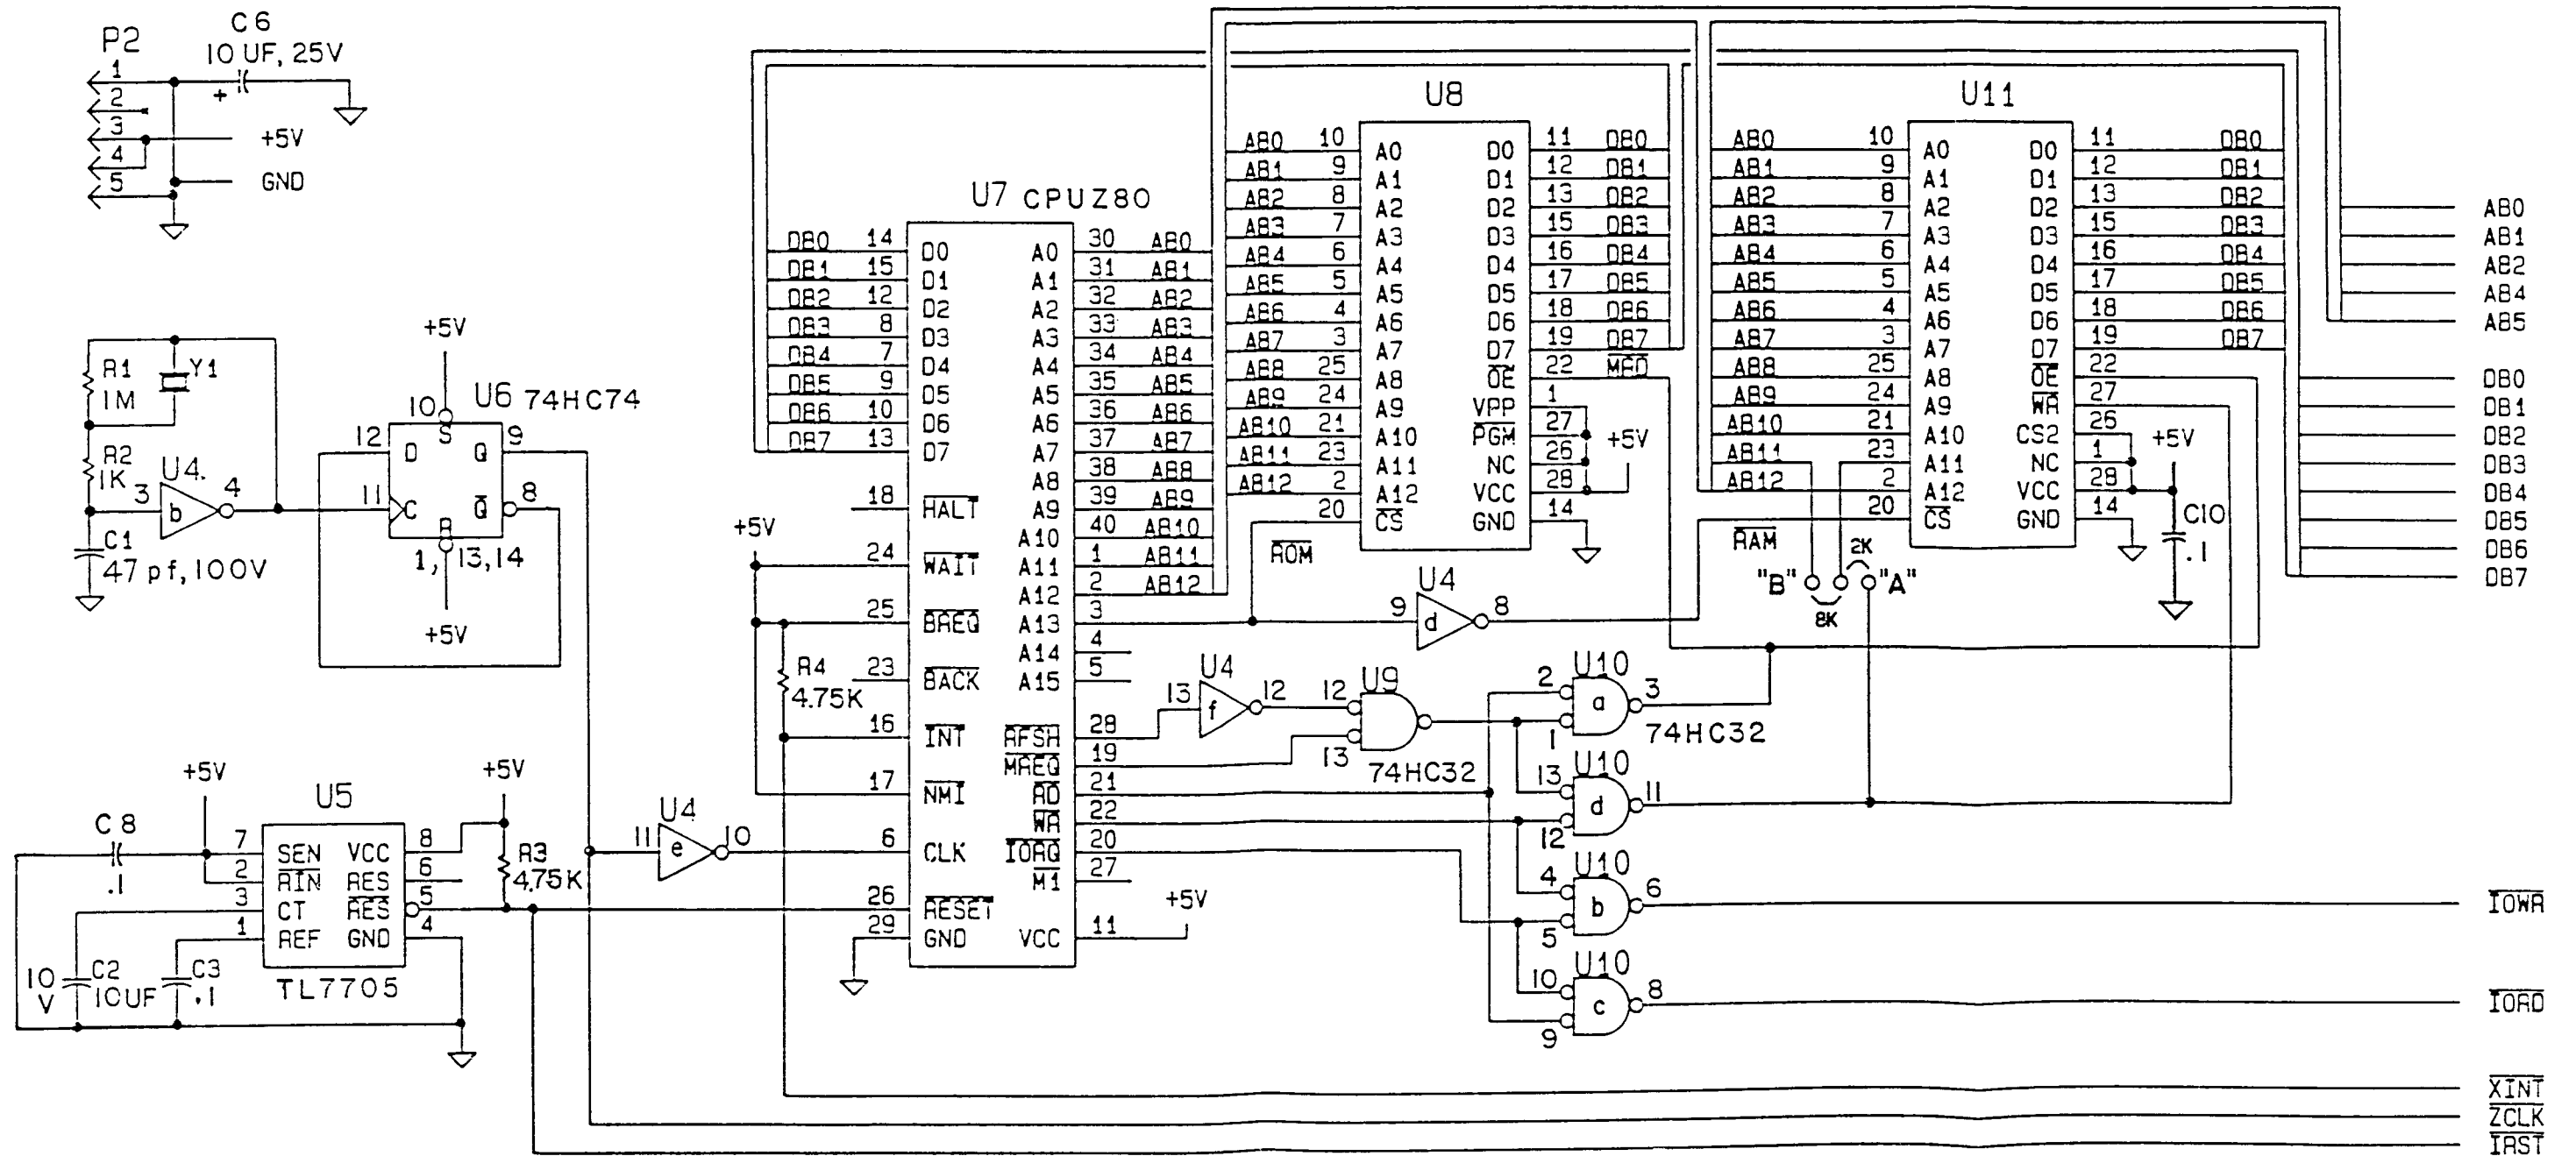 P2
1
2
3
4
5
C6
10 UF, 25V
+
+5V
GND
R1
1M
Y1
R2
1K
U4
3
b
4
C1
47 pf, 100V
+5V
10
U6 74HC74
12
D
S
Q
9
11
C
R
Q
8
1, 13,14
+5V
+5V
+5V
U5
C8
.1
7 SEN VCC 8
2 RIN RES 6
3 CT RES 5
1 REF GND 4
TL7705
R3
4.75K
10 V
C2
10UF
C3
.1
U4
11
e
10
+5V
R4
4.75K
U7 CPUZ80
DB0 14 D0 A0 30 AB0
DB1 15 D1 A1 31 AB1
DB2 12 D2 A2 32 AB2
DB3 8 D3 A3 33 AB3
DB4 7 D4 A4 34 AB4
DB5 9 D5 A5 35 AB5
DB6 10 D6 A6 36 AB6
DB7 13 D7 A7 37 AB7
A8 38 AB8
18 HALT A9 39 AB9
A10 40 AB10
24 WAIT A11 1 AB11
A12 2 AB12
25 BREQ A13 3
A14 4
23 BACK A15 5
16 INT RFSH 28
MREQ 19
17 NMI RD 21
WR 22
6 CLK IORQ 20
M1 27
26 RESET
29 GND VCC 11
+5V
U8
AB0 10 A0 D0 11 DB0
AB1 9 A1 D1 12 DB1
AB2 8 A2 D2 13 DB2
AB3 7 A3 D3 15 DB3
AB4 6 A4 D4 16 DB4
AB5 5 A5 D5 17 DB5
AB6 4 A6 D6 18 DB6
AB7 3 A7 D7 19 DB7
AB8 25 A8 OE 22
AB9 24 A9 VPP 1
AB10 21 A10 PGM 27
AB11 23 A11 NC 26
AB12 2 A12 VCC 28
20 CS GND 14
+5V
ROM
U11
AB0 10 A0 D0 11 DB0
AB1 9 A1 D1 12 DB1
AB2 8 A2 D2 13 DB2
AB3 7 A3 D3 15 DB3
AB4 6 A4 D4 16 DB4
AB5 5 A5 D5 17 DB5
AB6 4 A6 D6 18 DB6
AB7 3 A7 D7 19 DB7
AB8 25 A8 OE 22
AB9 24 A9 WR 27
AB10 21 A10 CS2 26
AB11 23 A11 NC 1
AB12 2 A12 VCC 28
20 CS GND 14
+5V
C10
.1
RAM
2K
"B"
"A"
8K
U4
9
d
8
U4
13
f
12
U9
12
13
74HC32
U10
2
a
3
1
74HC32
U10
13
d
11
12
U10
4
b
6
5
U10
10
c
8
9
AB0
AB1
AB2
AB4
AB5
DB0
DB1
DB2
DB3
DB4
DB5
DB6
DB7
IOWR
IORD
XINT
ZCLK
IRST